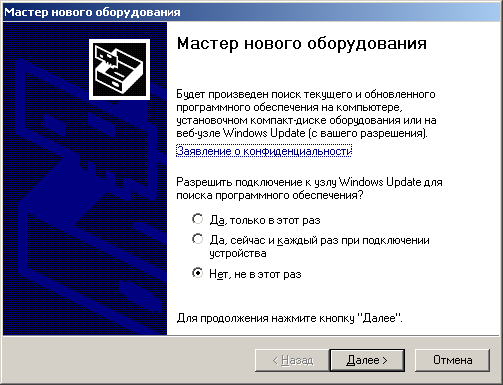 Мастер нового оборудования
Мастер нового оборудования
Будет произведен поиск текущего и обновленного
программного обеспечения на компьютере,
установочном компакт-диске оборудования или на
веб-узле Windows Update (с вашего разрешения).
Заявление о конфиденциальности
Разрешить подключение к узлу Windows Update для
поиска программного обеспечения?
Да, только в этот раз
Да, сейчас и каждый раз при подключении
устройства
Нет, не в этот раз
Для продолжения нажмите кнопку "Далее".
< Назад
Далее >
Отмена